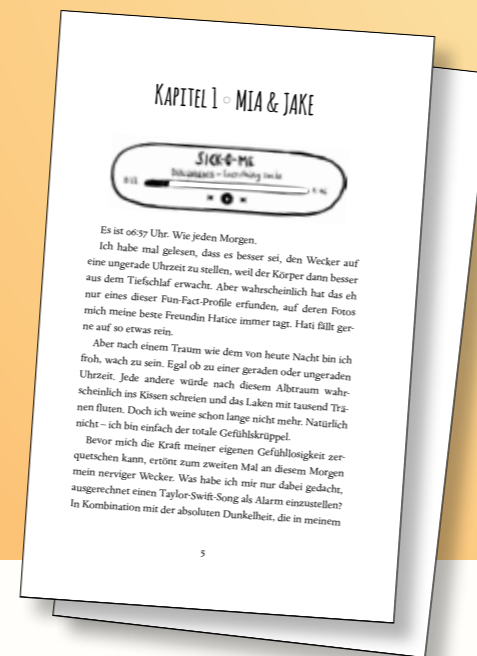 KAPITEL 1 ○ MIA & JAKE
SICK-O-ME
0:12
Es ist 06:57 Uhr. Wie jeden Morgen.
Ich habe mal gelesen, dass es besser sei, den Wecker auf
eine ungerade Uhrzeit zu stellen, weil der Körper dann besser
aus dem Tiefschlaf erwacht. Aber wahrscheinlich hat das eh
nur eines dieser Fun-Fact-Profile erfunden, auf deren Fotos
mich meine beste Freundin Hatice immer tagt. Hati fällt ger-
ne auf so etwas rein.
Aber nach einem Traum wie dem von heute Nacht bin ich
froh, wach zu sein. Egal ob zu einer geraden oder ungeraden
Uhrzeit. Jede andere würde nach diesem Albtraum wahr-
scheinlich ins Kissen schreien und das Laken mit tausend Trä-
nen fluten. Doch ich weine schon lange nicht mehr. Natürlich
nicht – ich bin einfach der totale Gefühlskrüppel.
Bevor mich die Kraft meiner eigenen Gefühllosigkeit zer-
quetschen kann, ertönt zum zweiten Mal an diesem Morgen
mein nerviger Wecker. Was habe ich mir nur dabei gedacht,
ausgerechnet einen Taylor-Swift-Song als Alarm einzustellen?
In Kombination mit der absoluten Dunkelheit, die in meinem
5